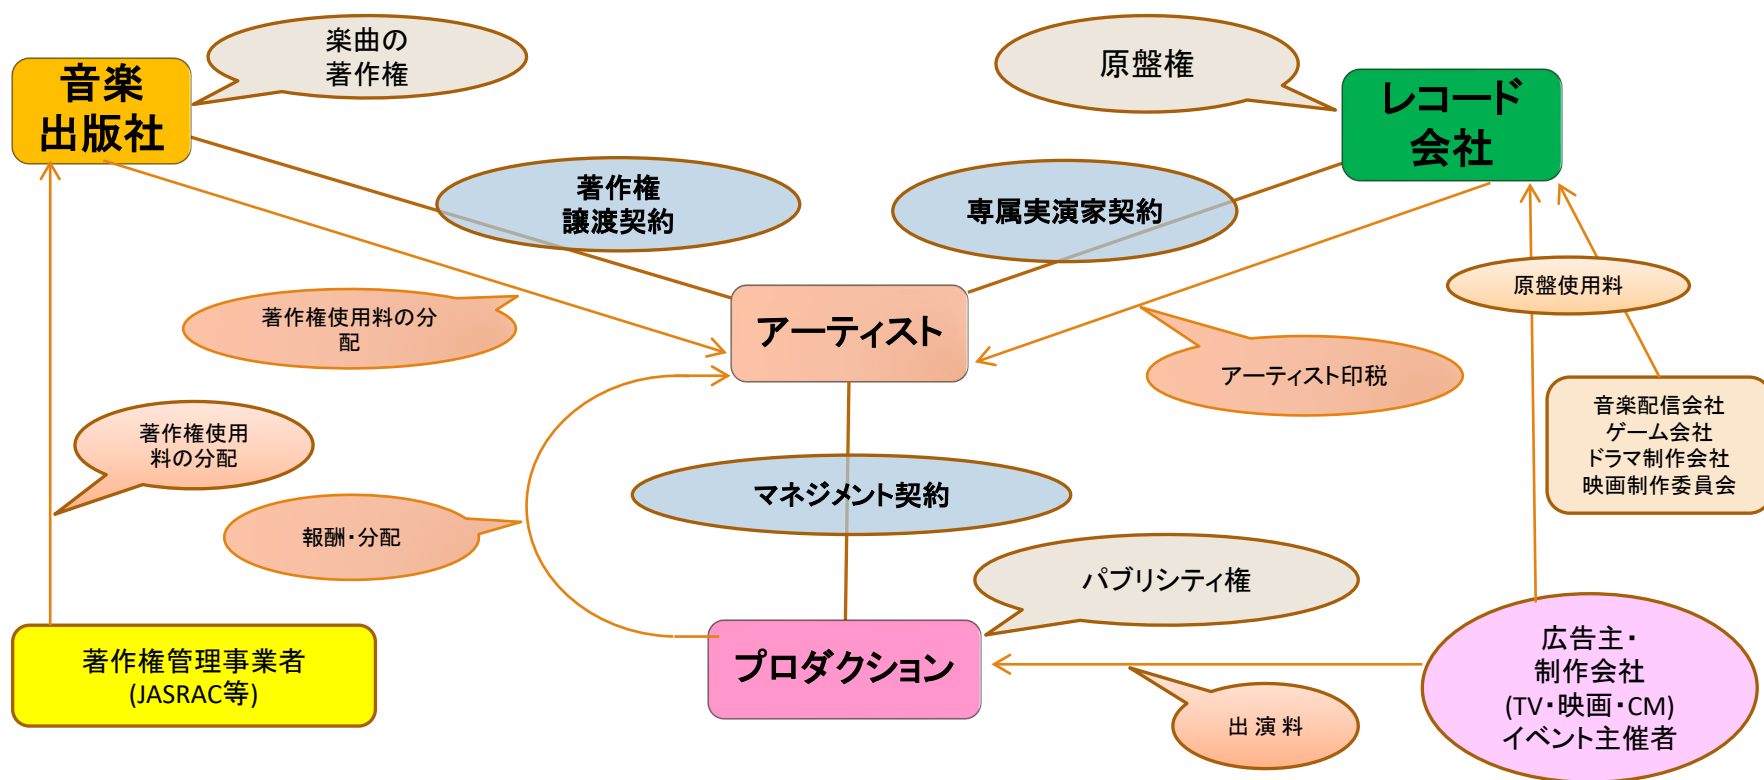 楽曲の
著作権
原盤権
音楽
出版社
レコード
会社
著作権
譲渡契約
専属実演家契約
原盤使用料
著作権使用料の分
配
アーティスト
アーティスト印税
音楽配信会社
ゲーム会社
ドラマ制作会社
映画制作委員会
著作権使用
料の分配
マネジメント契約
報酬・分配
パブリシティ権
著作権管理事業者
(JASRAC等)
プロダクション
広告主・
制作会社
(TV・映画・CM)
イベント主催者
出 演 料